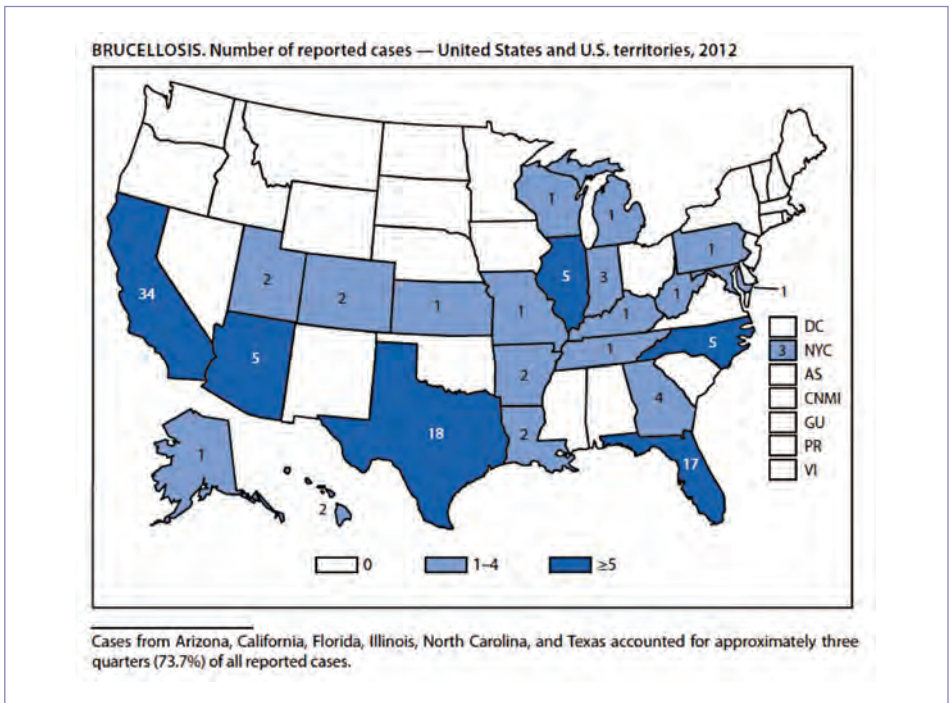 BRUCELLOSIS. Number of reported cases — United States and U.S. territories, 2012
1
1
1
5
3
2
2
1
1
1
1
1
34
5
1
5
2
4
18
2
17
1
2
DC
3 NYC
AS
CNMI
GU
PR
VI
0
1–4
≥5
Cases from Arizona, California, Florida, Illinois, North Carolina, and Texas accounted for approximately three
quarters (73.7%) of all reported cases.